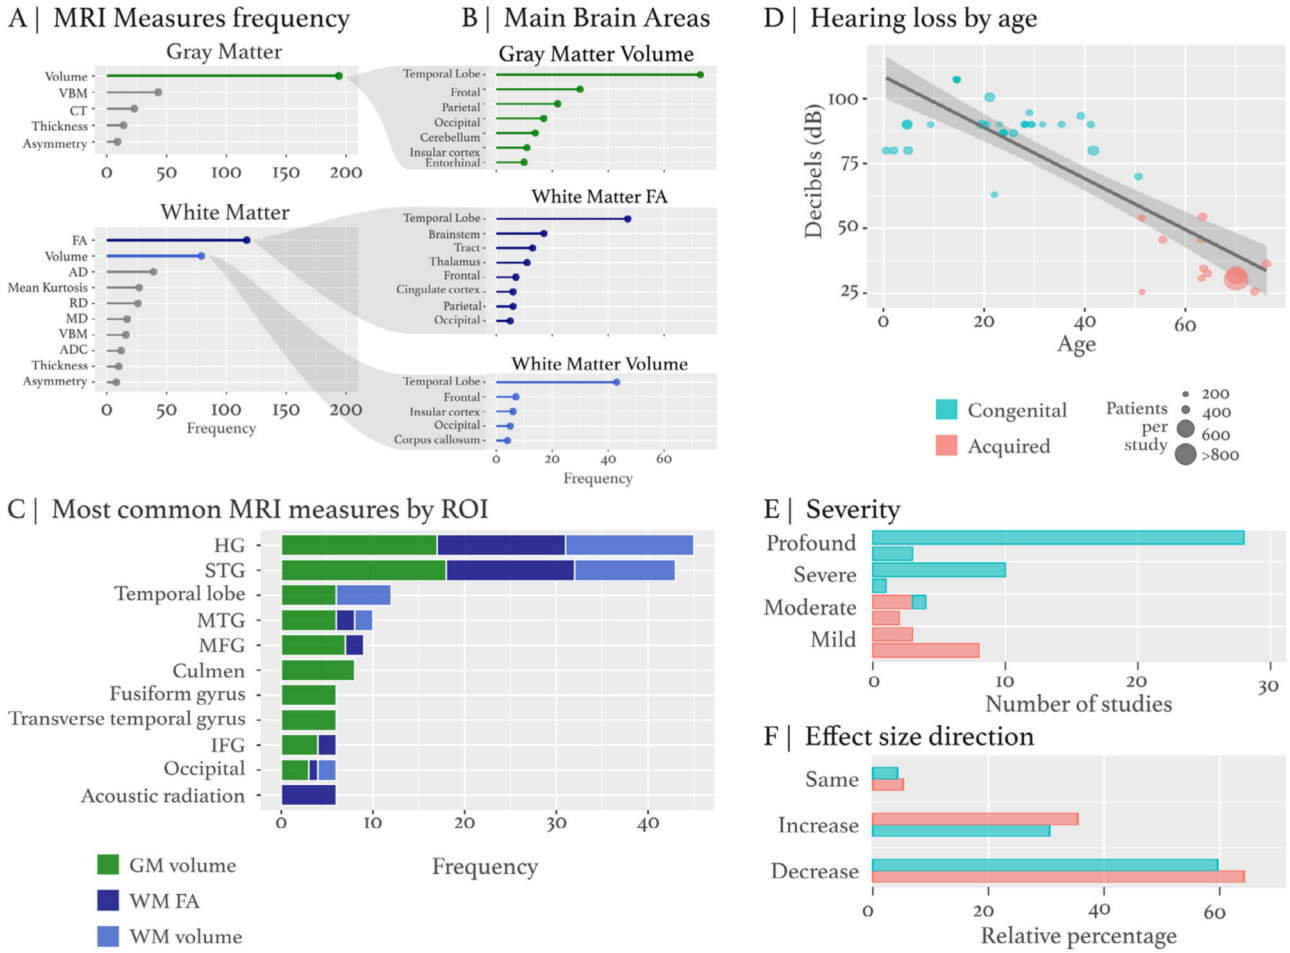 A | MRI Measures frequency
Gray Matter
Volume
VBM
CT
Thickness
Asymmetry
0 50 100 150 200
White Matter
FA
Volume
AD
Mean Kurtosis
RD
MD
VBM
ADC
Thickness
Asymmetry
0 50 100 150 200
Frequency
B | Main Brain Areas
Gray Matter Volume
Temporal Lobe
Frotal
Parietal
Occipital
Cerebellum
Insular cortex
Entorhinal
White Matter FA
Temporal Lobe
Brainstem
Tract
Thalamus
Frontal
Cingulate cortex
Parietal
Occipital
White Matter Volume
Temporal Lobe
Frontal
Insular cortex
Occipital
Corpus callosum
0 20 40 60
Frequency
C | Most common MRI measures by ROI
HG
STG
Temporal lobe
MTG
MFG
Culmen
Fusiform gyrus
Transverse temporal gyrus
IFG
Occipital
Acoustic radiation
0 10 20 30 40
Frequency
GM volume
WM FA
WM volume
D | Hearing loss by age
Decibels (dB)
100
75
50
25
0 20 40 60
Age
Congenital
Acquired
Patients
per
study
200
400
600
>800
E | Severity
Profound
Severe
Moderate
Mild
0 10 20 30
Number of studies
F | Effect size direction
Same
Increase
Decrease
0 20 40 60
Relative percentage